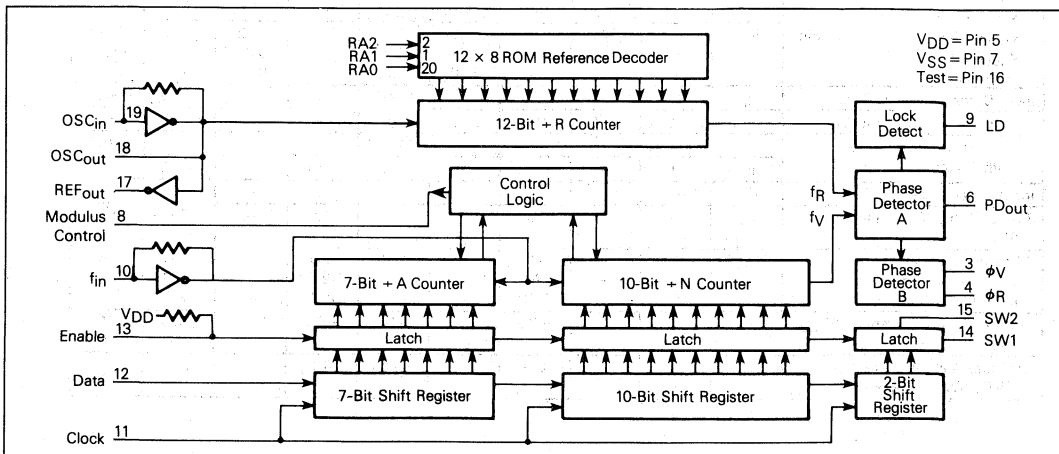 RA2 2
RA1 1
RA0 20
12 × 8 ROM Reference Decoder
VDD = Pin 5
VSS = Pin 7
Test = Pin 16
OSCin 19
12-Bit ÷ R Counter
Lock Detect
9 LD
OSCout 18
REFout 17
Control Logic
fR
fV
Phase Detector A
6 PDout
Modulus Control 8
fin 10
7-Bit ÷ A Counter
10-Bit ÷ N Counter
Phase Detector B
3 ϕV
4 ϕR
VDD
15 SW2
Enable 13
Latch
Latch
Latch
14 SW1
Data 12
7-Bit Shift Register
10-Bit Shift Register
2-Bit Shift Register
Clock 11